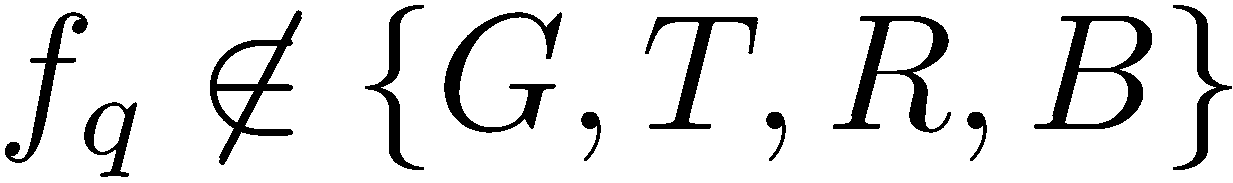 f_q ∉ {G, T, R, B}